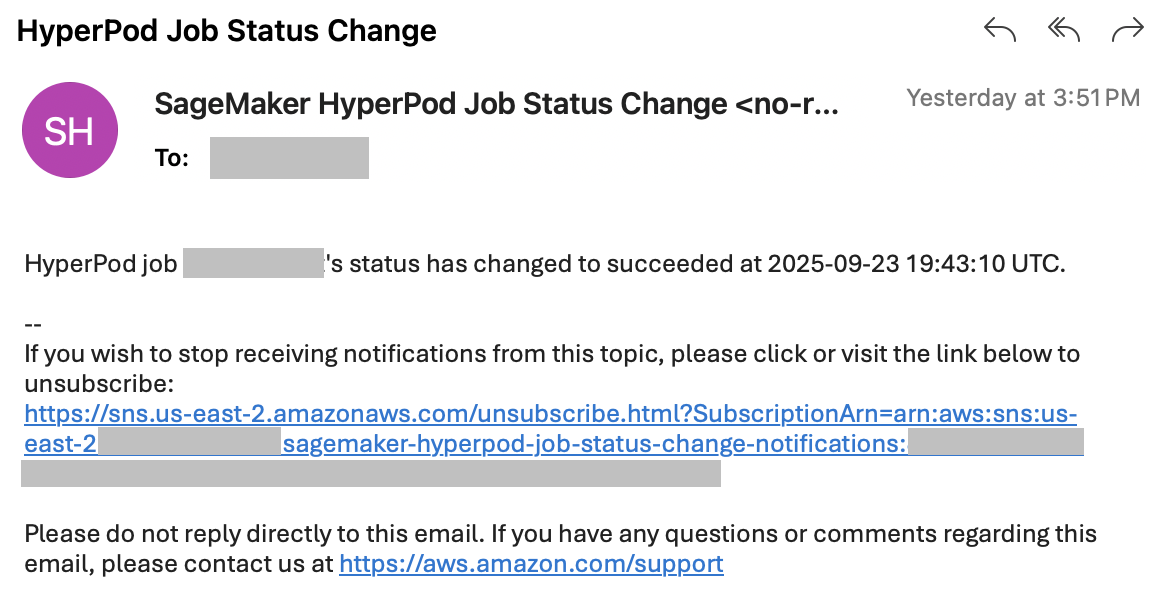 HyperPod Job Status Change
SH
SageMaker HyperPod Job Status Change <no-r...
Yesterday at 3:51 PM
To:
HyperPod job 's status has changed to succeeded at 2025-09-23 19:43:10 UTC.
--
If you wish to stop receiving notifications from this topic, please click or visit the link below to
unsubscribe:
https://sns.us-east-2.amazonaws.com/unsubscribe.html?SubscriptionArn=arn:aws:sns:us-
east-2 sagemaker-hyperpod-job-status-change-notifications:
Please do not reply directly to this email. If you have any questions or comments regarding this
email, please contact us at https://aws.amazon.com/support